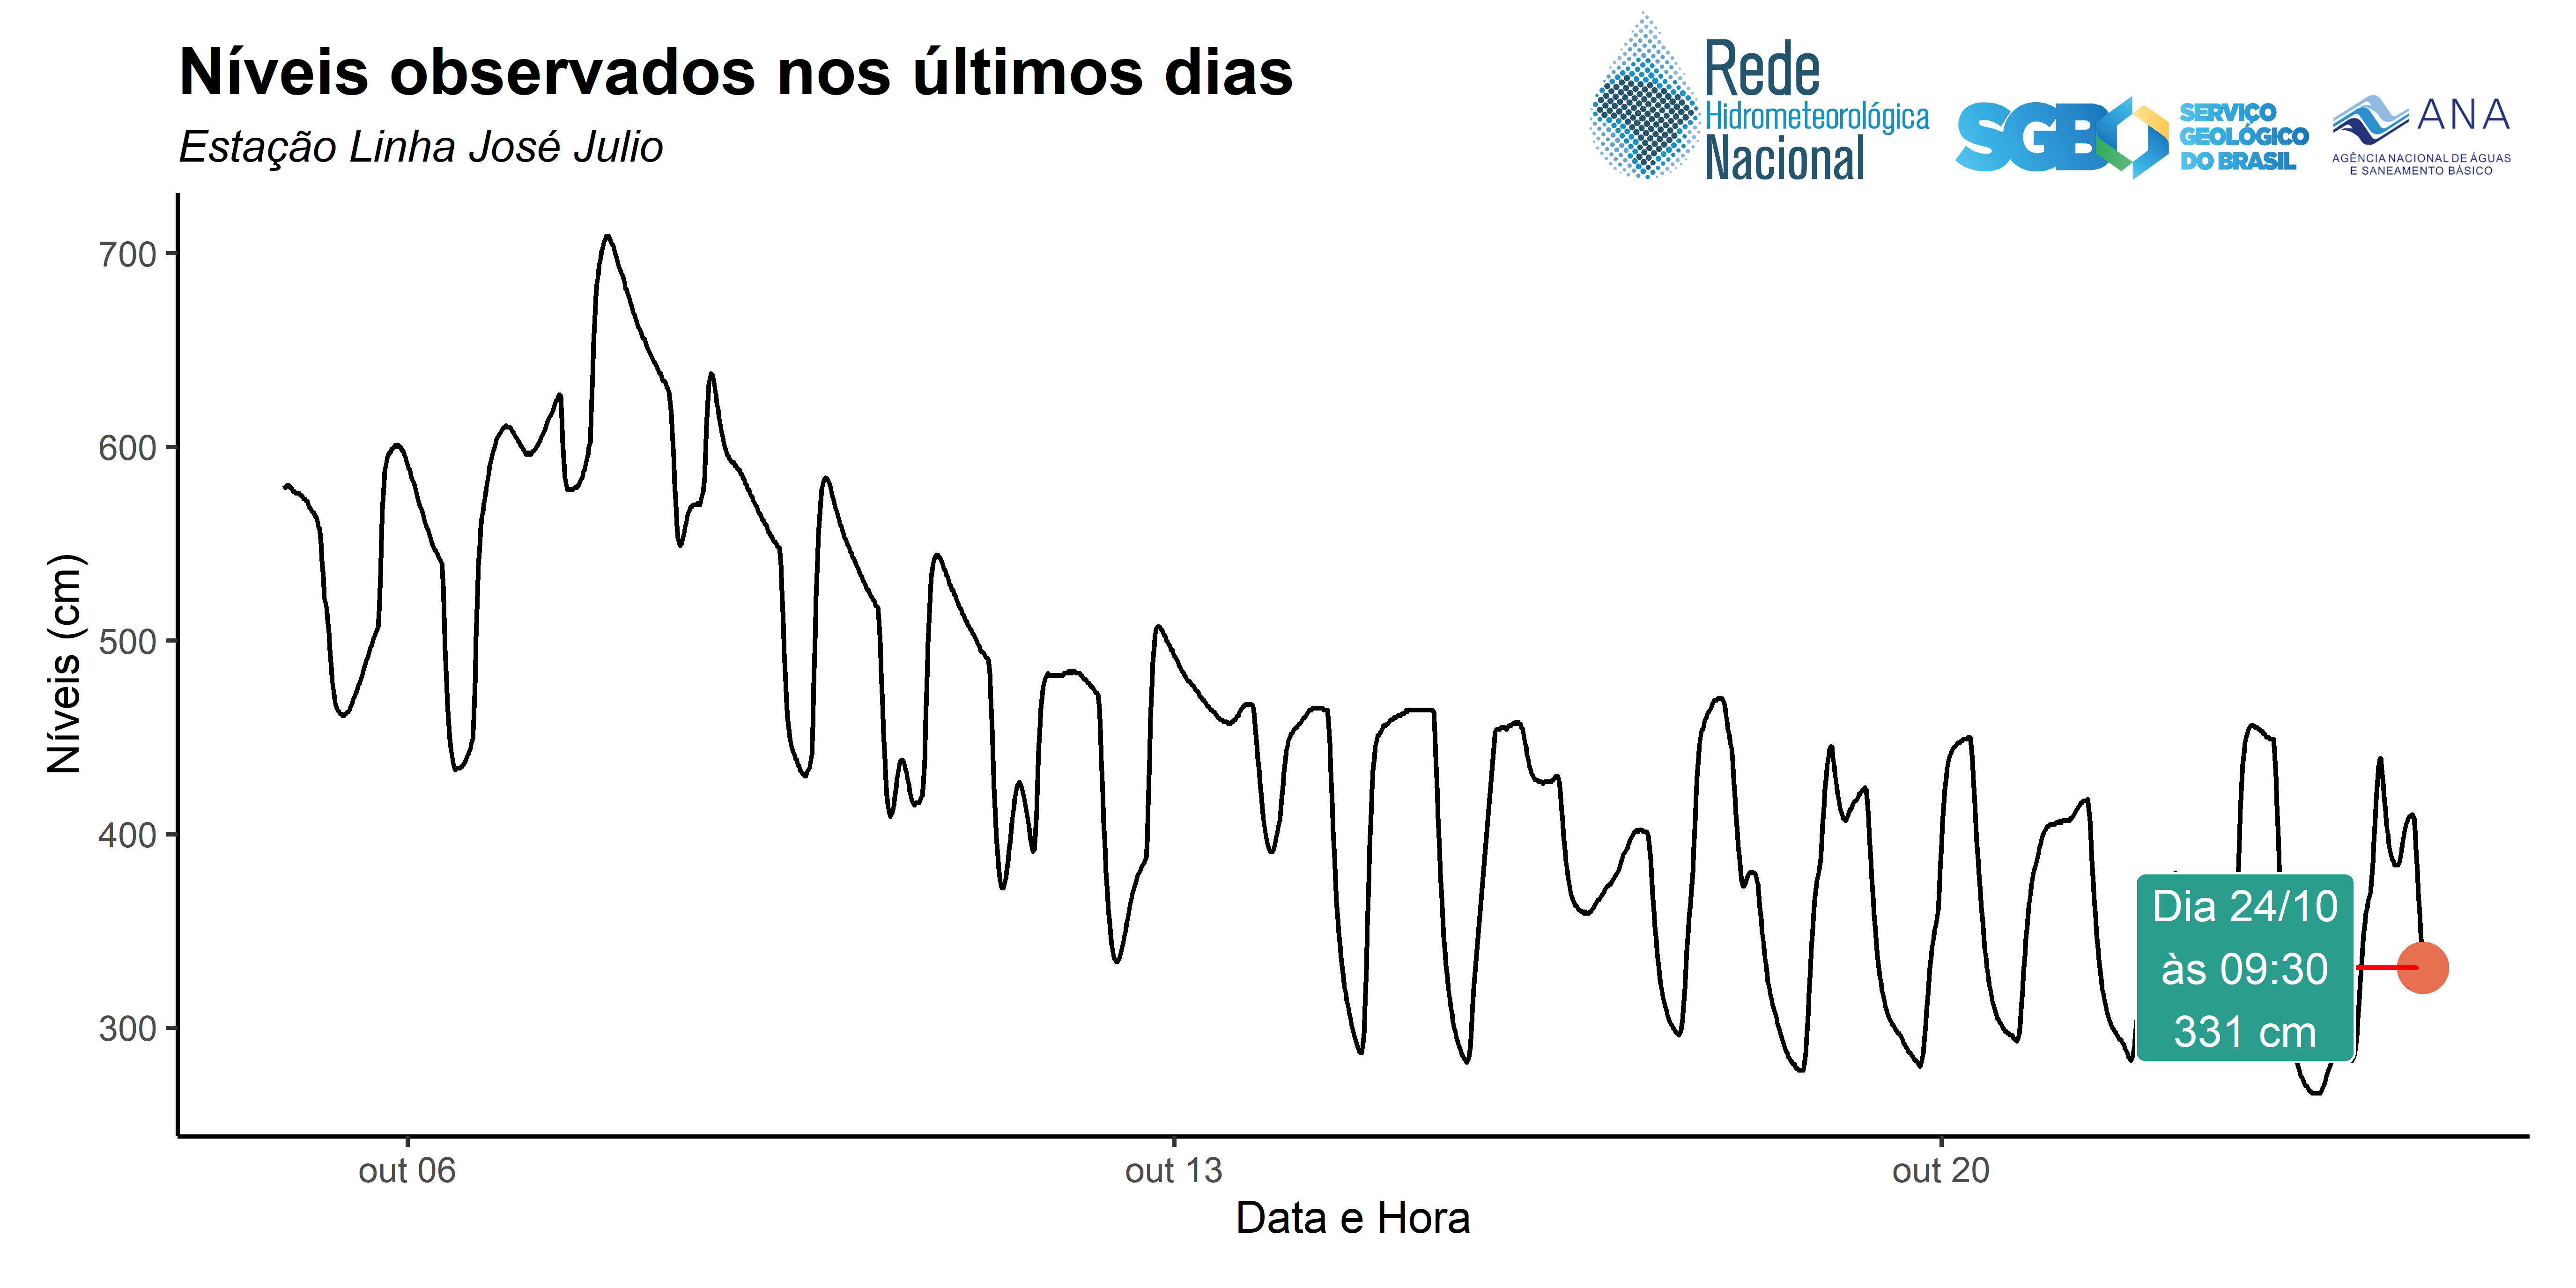 Níveis observados nos últimos dias
Estação Linha José Julio
Rede
Hidrometeorológica
Nacional
SGB
SERVIÇO
GEOLÓGICO
DO BRASIL
ANA
AGÊNCIA NACIONAL DE ÁGUAS
E SANEAMENTO BÁSICO
Níveis (cm)
700
600
500
400
300
Dia 24/10
às 09:30
331 cm
out 06
out 13
out 20
Data e Hora